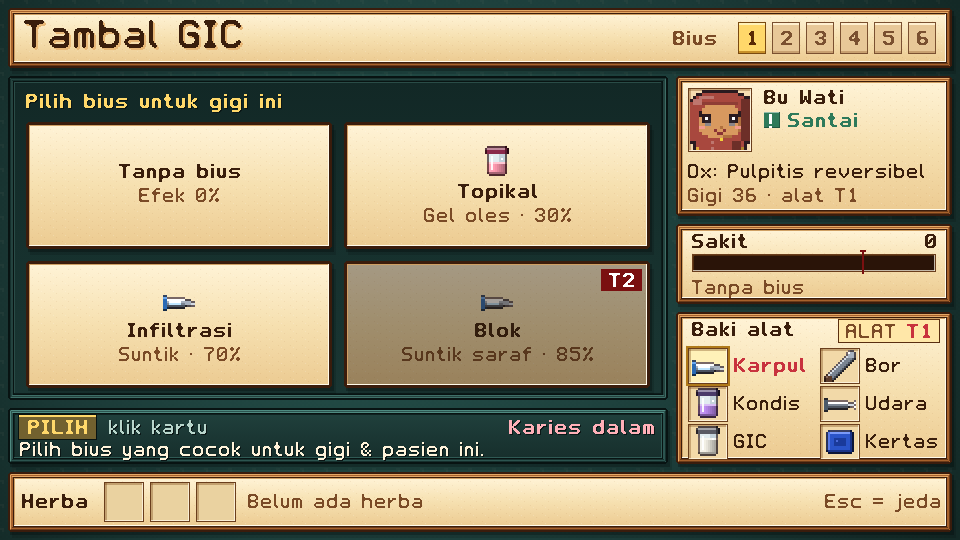 Tambal GIC
Bius 1 2 3 4 5 6
Pilih bius untuk gigi ini
Tanpa bius
Efek 0%
Topikal
Gel oles · 30%
Infiltrasi
Suntik · 70%
T2
Blok
Suntik saraf · 85%
PILIH klik kartu Karies dalam
Pilih bius yang cocok untuk gigi & pasien ini.
Bu Wati
Santai
Dx: Pulpitis reversibel
Gigi 36 · alat T1
Sakit 0
Tanpa bius
Baki alat ALAT T1
Karpul Bor
Kondis Udara
GIC Kertas
Herba Belum ada herba Esc = jeda